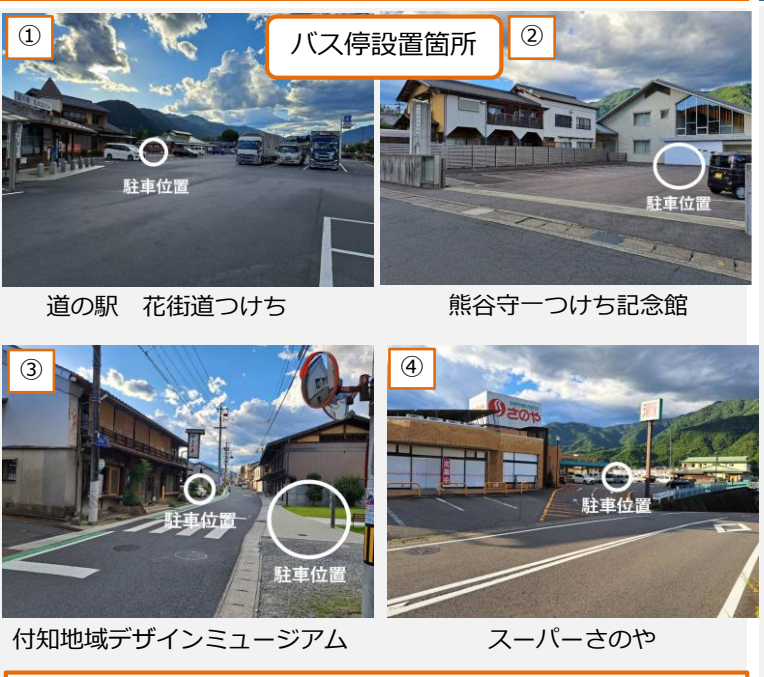 バス停設置箇所
①
駐車位置
道の駅　花街道つけち
②
駐車位置
熊谷守一つけち記念館
③
駐車位置
駐車位置
付知地域デザインミュージアム
④
さのや
駐車位置
スーパーさのや